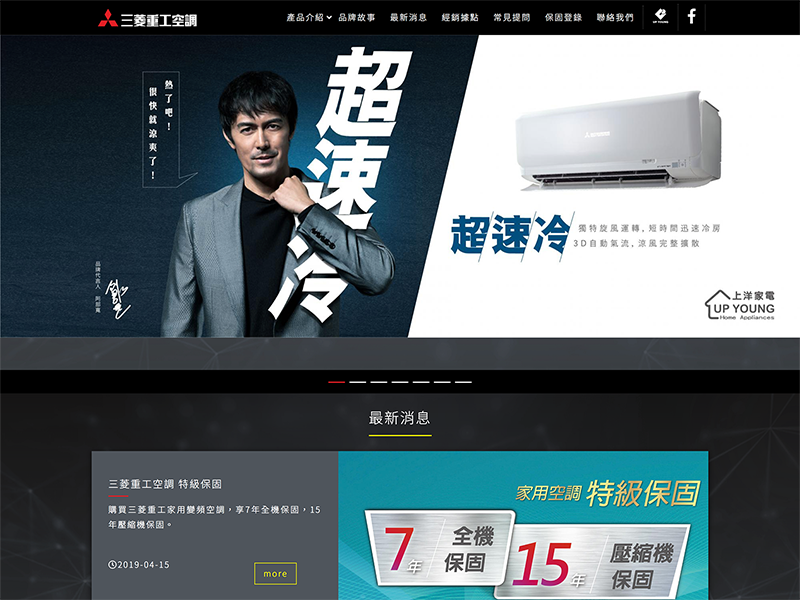 三菱重工空調
產品介紹
品牌故事
最新消息
經銷據點
常見提問
保固登錄
聯絡我們
UP YOUNG
熱了吧！
很快就涼爽了！
超速冷
品牌代言人 阿部寬
MITSUBISHI
超速冷
獨特旋風運轉，短時間迅速冷房
3D自動氣流，涼風完整擴散
上洋家電
UP YOUNG
Home Appliances
最新消息
三菱重工空調 特級保固
購買三菱重工家用變頻空調，享7年全機保固，15
年壓縮機保固。
2019-04-15
more
家用空調 特級保固
7年 全機保固
15年 壓縮機保固